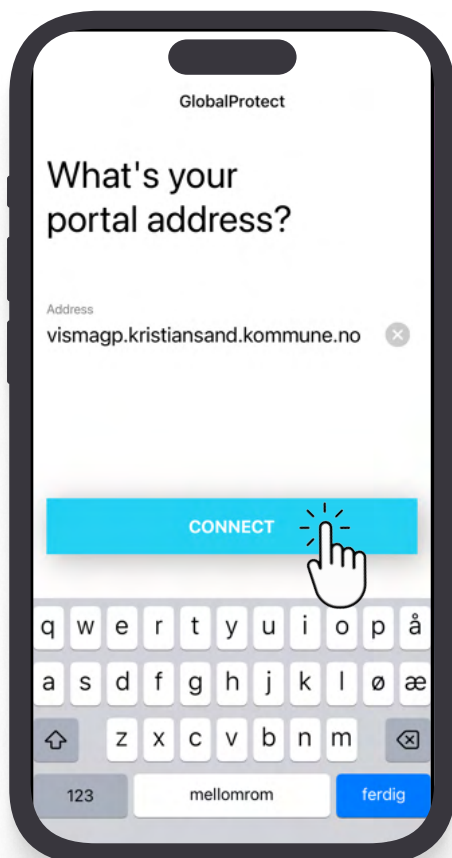 GlobalProtect
What's your
portal address?
Address
vismagp.kristiansand.kommune.no
CONNECT
q w e r t y u i o p å
a s d f g h j k l ø æ
z x c v b n m
123 mellomrom ferdig